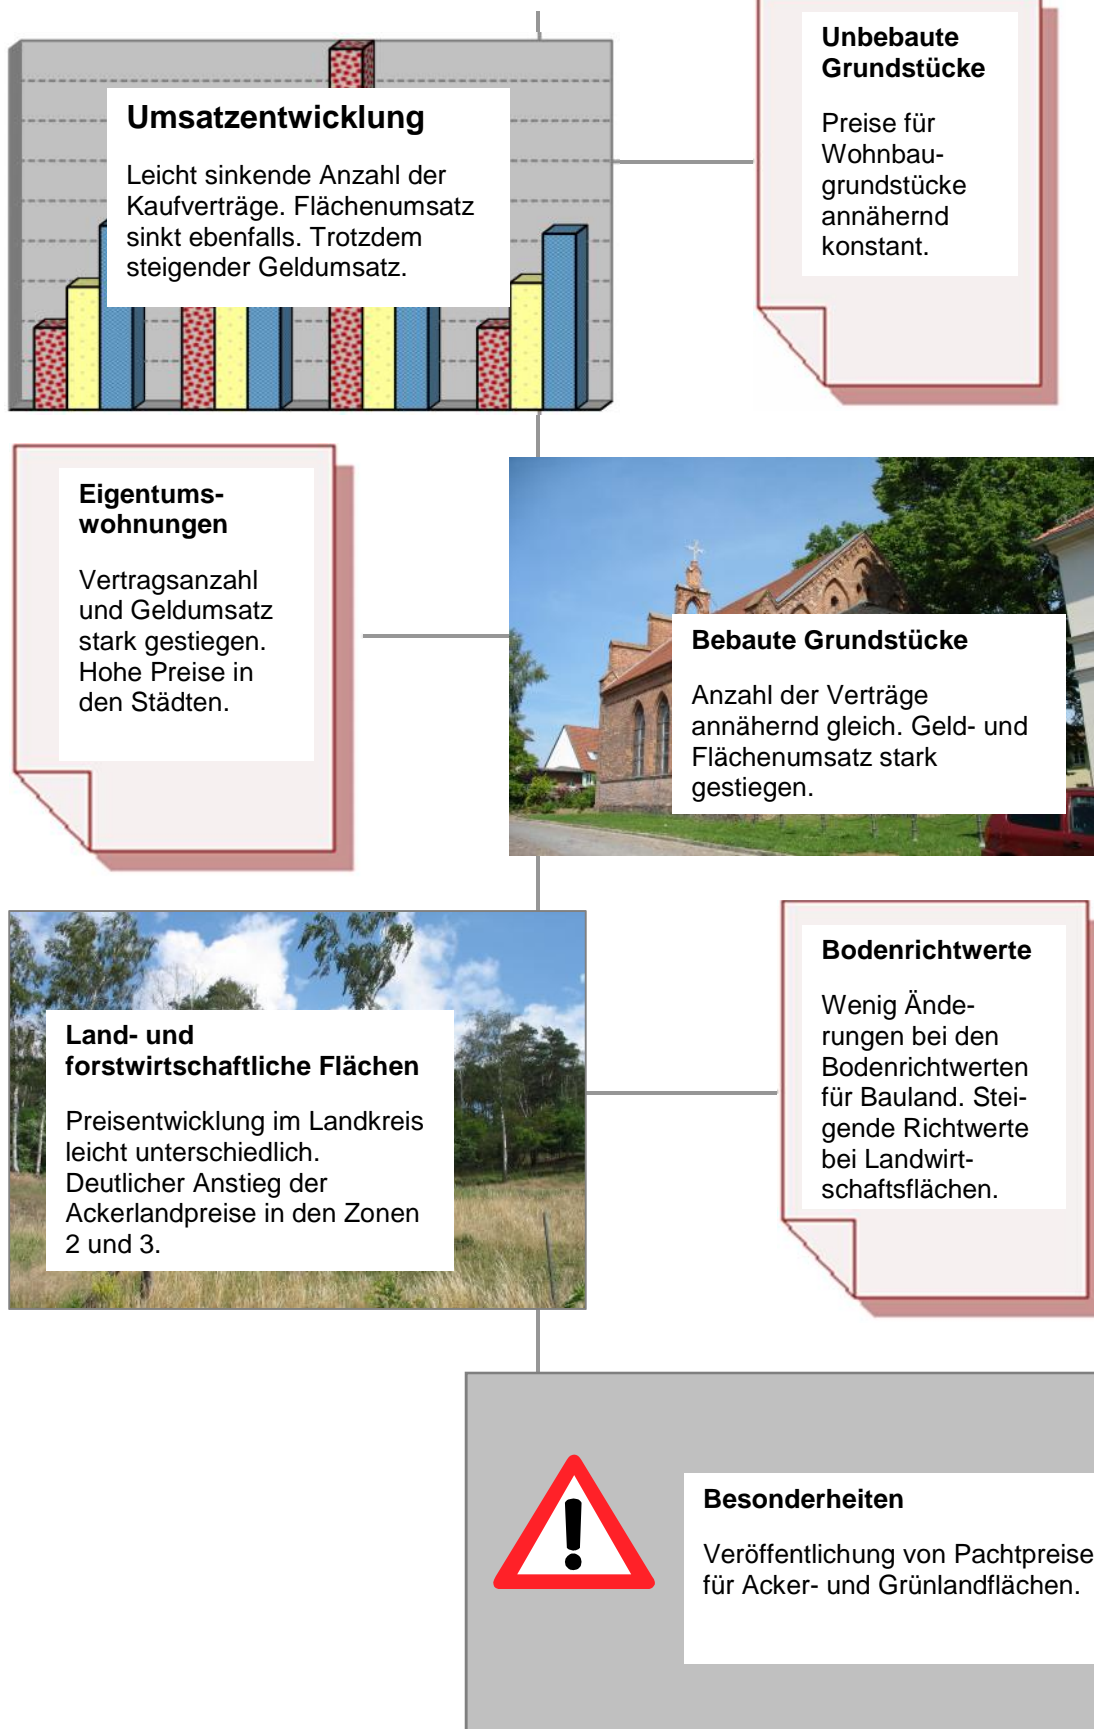 Umsatzentwicklung
Leicht sinkende Anzahl der
Kaufverträge. Flächenumsatz
sinkt ebenfalls. Trotzdem
steigender Geldumsatz.
Unbebaute
Grundstücke
Preise für
Wohnbau-
grundstücke
annähernd
konstant.
Eigentums-
wohnungen
Vertragsanzahl
und Geldumsatz
stark gestiegen.
Hohe Preise in
den Städten.
Bebaute Grundstücke
Anzahl der Verträge
annähernd gleich. Geld- und
Flächenumsatz stark
gestiegen.
Land- und
forstwirtschaftliche Flächen
Preisentwicklung im Landkreis
leicht unterschiedlich.
Deutlicher Anstieg der
Ackerlandpreise in den Zonen
2 und 3.
Bodenrichtwerte
Wenig Ände-
rungen bei den
Bodenrichtwerten
für Bauland. Stei-
gende Richtwerte
bei Landwirt-
schaftsflächen.
Besonderheiten
Veröffentlichung von Pachtpreise
für Acker- und Grünlandflächen.